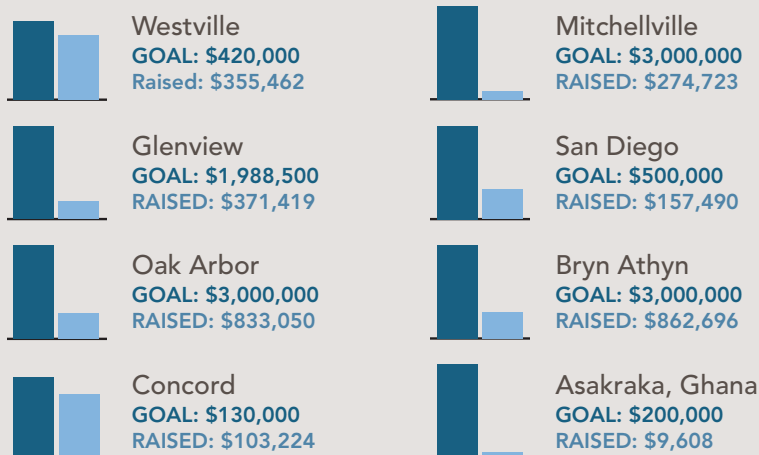 Westville
GOAL: $420,000
Raised: $355,462
Mitchellville
GOAL: $3,000,000
RAISED: $274,723
Glenview
GOAL: $1,988,500
RAISED: $371,419
San Diego
GOAL: $500,000
RAISED: $157,490
Oak Arbor
GOAL: $3,000,000
RAISED: $833,050
Bryn Athyn
GOAL: $3,000,000
RAISED: $862,696
Concord
GOAL: $130,000
RAISED: $103,224
Asakraka, Ghana
GOAL: $200,000
RAISED: $9,608